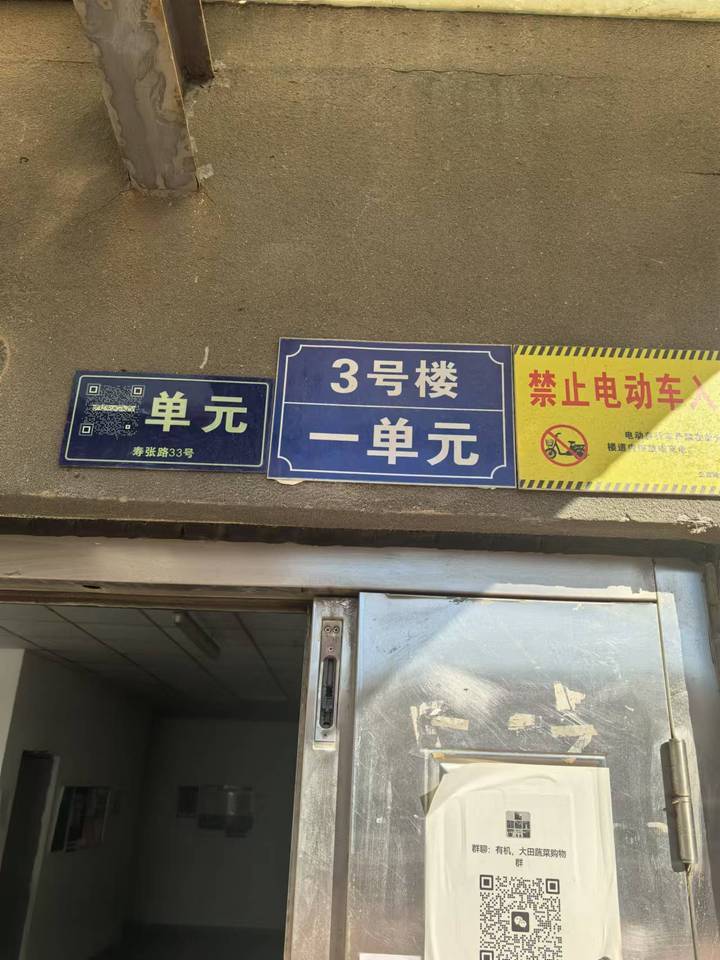 单元
寿张路33号
3号楼
一单元
禁止电动车入
群聊：有机，大田蔬菜购物
群